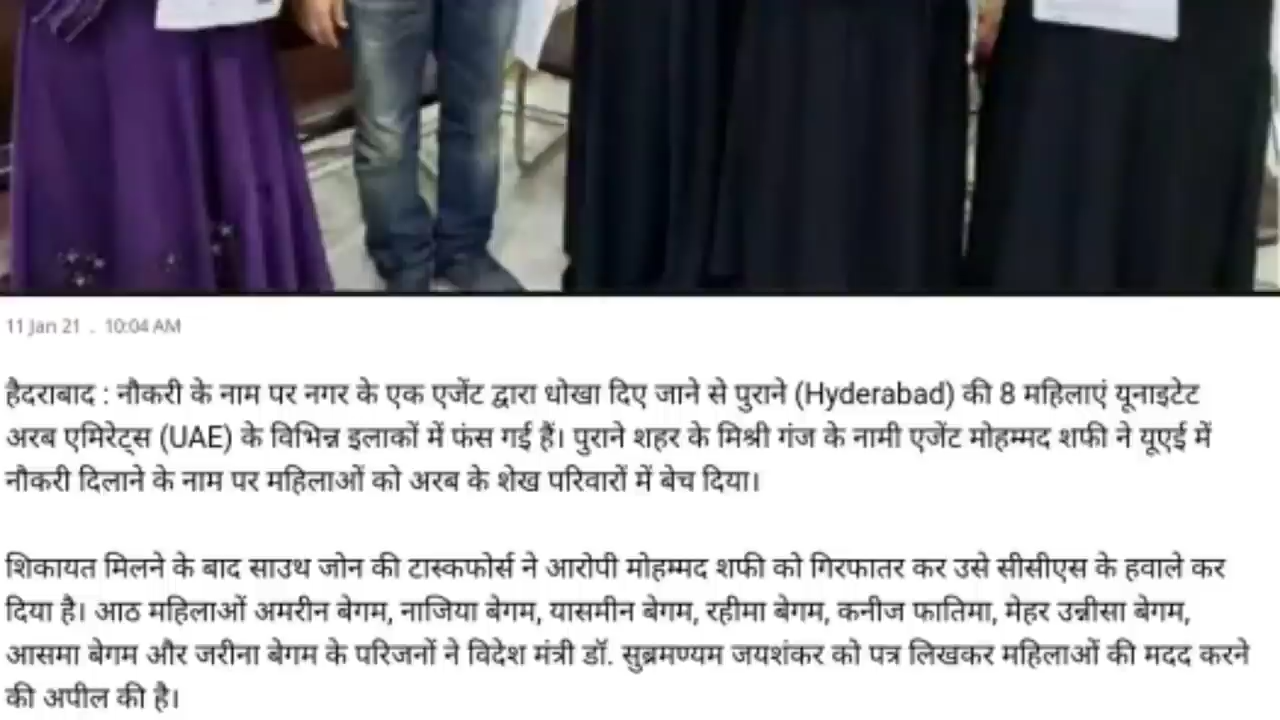 11 Jan 21 . 10:04 AM
हैदराबाद : नौकरी के नाम पर नगर के एक एजेंट द्वारा धोखा दिए जाने से पुराने (Hyderabad) की 8 महिलाएं यूनाइटेट
अरब एमिरेट्स (UAE) के विभिन्न इलाकों में फंस गई हैं। पुराने शहर के मिश्री गंज के नामी एजेंट मोहम्मद शफी ने यूएई में
नौकरी दिलाने के नाम पर महिलाओं को अरब के शेख परिवारों में बेच दिया।
शिकायत मिलने के बाद साउथ जोन की टास्कफोर्स ने आरोपी मोहम्मद शफी को गिरफातर कर उसे सीसीएस के हवाले कर
दिया है। आठ महिलाओं अमरीन बेगम, नाजिया बेगम, यासमीन बेगम, रहीमा बेगम, कनीज फातिमा, मेहर उन्नीसा बेगम,
आसमा बेगम और जरीना बेगम के परिजनों ने विदेश मंत्री डॉ. सुब्रमण्यम जयशंकर को पत्र लिखकर महिलाओं की मदद करने
की अपील की है।